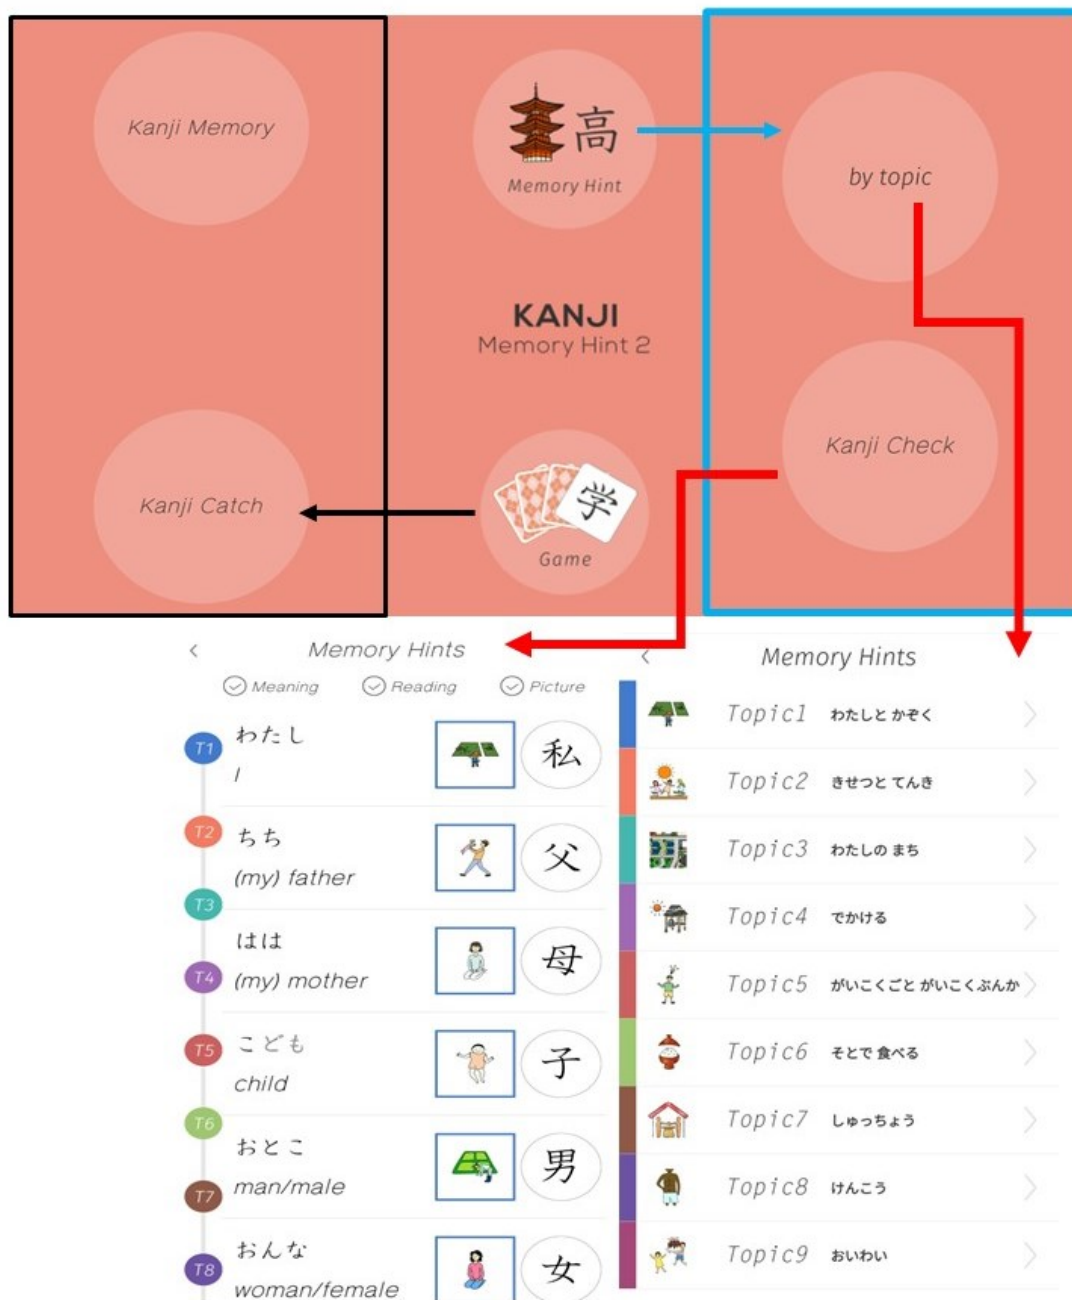 Kanji Memory
Kanji Catch
高
Memory Hint
KANJI
Memory Hint 2
学
Game
by topic
Kanji Check
Memory Hints
Meaning
Reading
Picture
T1
わたし
I
私
T2
ちち
(my) father
父
T3
はは
(my) mother
母
T4
T5
こども
child
子
T6
おとこ
man/male
男
T7
おんな
woman/female
女
T8
Memory Hints
Topic1 わたしと かぞく
Topic2 きせつと てんき
Topic3 わたしの まち
Topic4 でかける
Topic5 がいこくごと がいこくぶんか
Topic6 そとで 食べる
Topic7 しゅっちょう
Topic8 けんこう
Topic9 おいわい